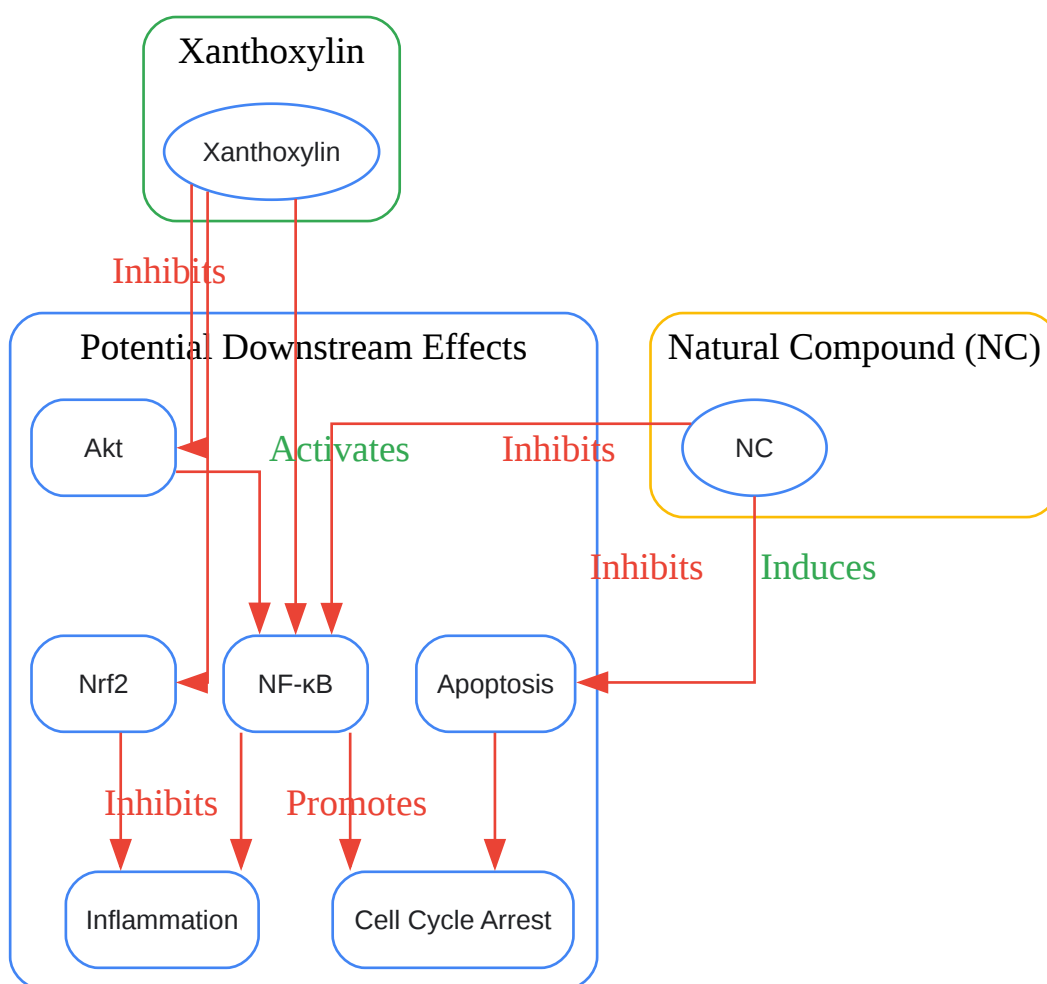 Xanthoxylin
Xanthoxylin
Inhibits
Potential Downstream Effects
Natural Compound (NC)
Akt
Activates
Inhibits
NC
Inhibits
Induces
Nrf2
NF-κB
Apoptosis
Inhibits
Promotes
Inflammation
Cell Cycle Arrest